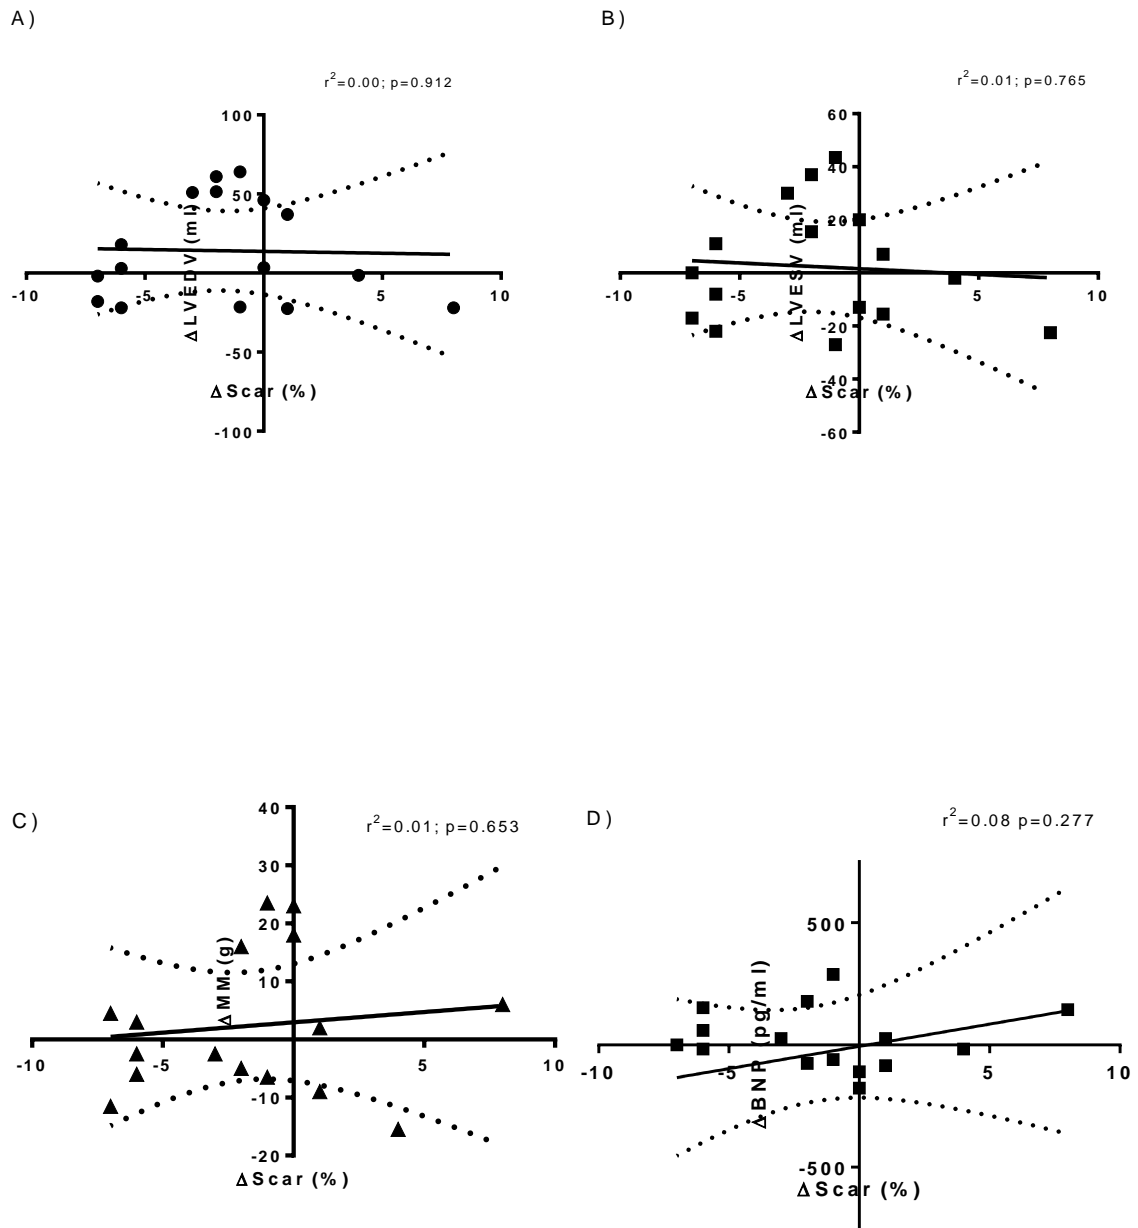 A)
r²=0.00; p=0.912
100
50
ΔLVEDV (ml)
-10 -5 5 10
-50
ΔScar (%)
-100
B)
r²=0.01; p=0.765
60
40
20
ΔLVESV (ml)
-10 -5 5 10
-20
-40
ΔScar (%)
-60
C)
r²=0.01; p=0.653
40
30
20
ΔMM (g)
10
-10 -5 5 10
-10
-20
ΔScar (%)
D)
r²=0.08 p=0.277
500
ΔBNP (pg/ml)
-10 -5 5 10
-500
ΔScar (%)